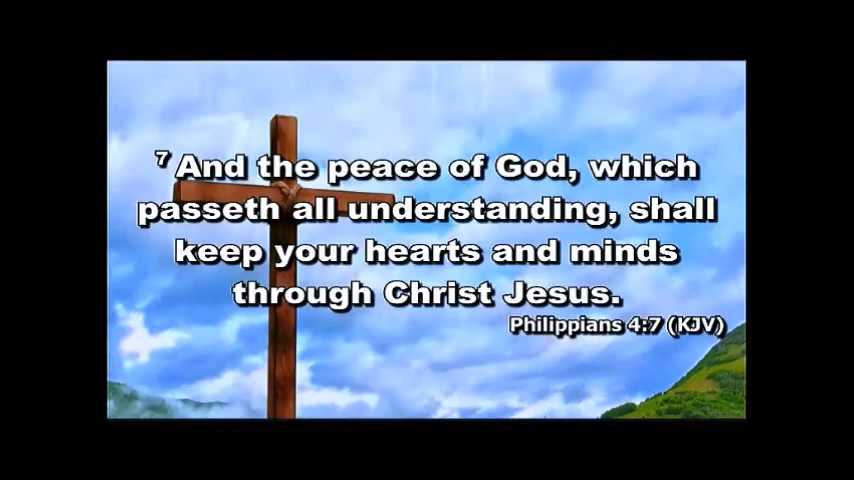 7 And the peace of God, which
passeth all understanding, shall
keep your hearts and minds
through Christ Jesus.
Philippians 4:7 (KJV)